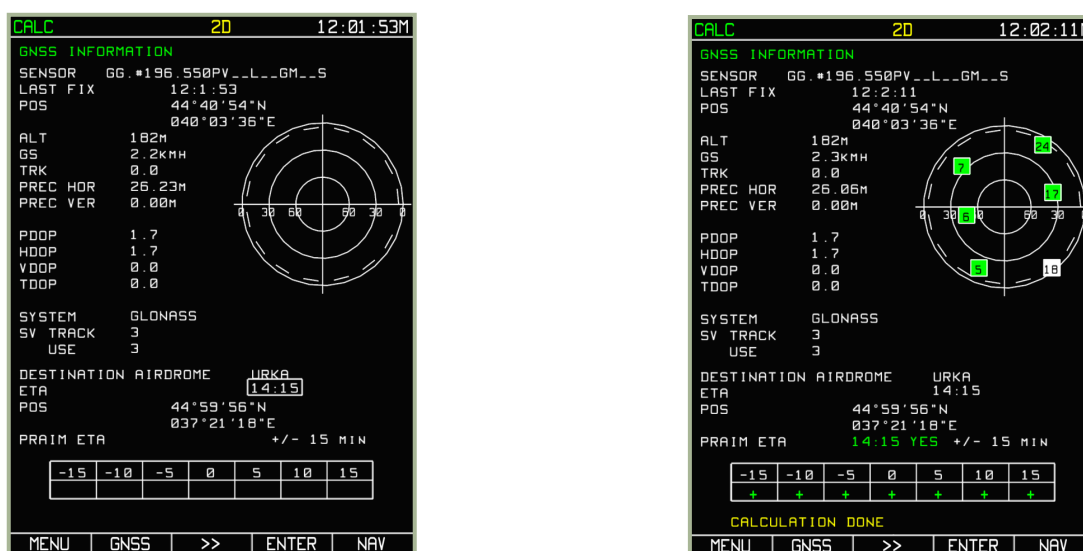 CALC 2D 12:01:53M
GNSS INFORMATION
SENSOR GG.#196.550PV__L__GM__S
LAST FIX 12:1:53
POS 44°40'54"N
040°03'36"E
ALT 182M
GS 2.2KMH
TRK 0.0
PREC HOR 26.23M
PREC VER 0.00M
0 30 60 60 30 0
PDOP 1.7
HDOP 1.7
VDOP 0.0
TDOP 0.0
SYSTEM GLONASS
SV TRACK 3
USE 3
DESTINATION AIRDROME URKA
ETA 14:15
POS 44°59'56"N
037°21'18"E
PRAIM ETA +/- 15 MIN
-15 -10 -5 0 5 10 15
MENU GNSS >> ENTER NAV
CALC 2D 12:02:11
GNSS INFORMATION
SENSOR GG.#196.550PV__L__GM__S
LAST FIX 12:2:11
POS 44°40'54"N
040°03'36"E
ALT 182M
24
GS 2.3KMH
7
TRK 0.0
PREC HOR 26.06M
17
PREC VER 0.00M
0 30 6 0 60 30
PDOP 1.7
HDOP 1.7
VDOP 0.0
5 18
TDOP 0.0
SYSTEM GLONASS
SV TRACK 3
USE 3
DESTINATION AIRDROME URKA
ETA 14:15
POS 44°59'56"N
037°21'18"E
PRAIM ETA 14:15 YES +/- 15 MIN
-15 -10 -5 0 5 10 15
+ + + + + + +
CALCULATION DONE
MENU GNSS >> ENTER NAV